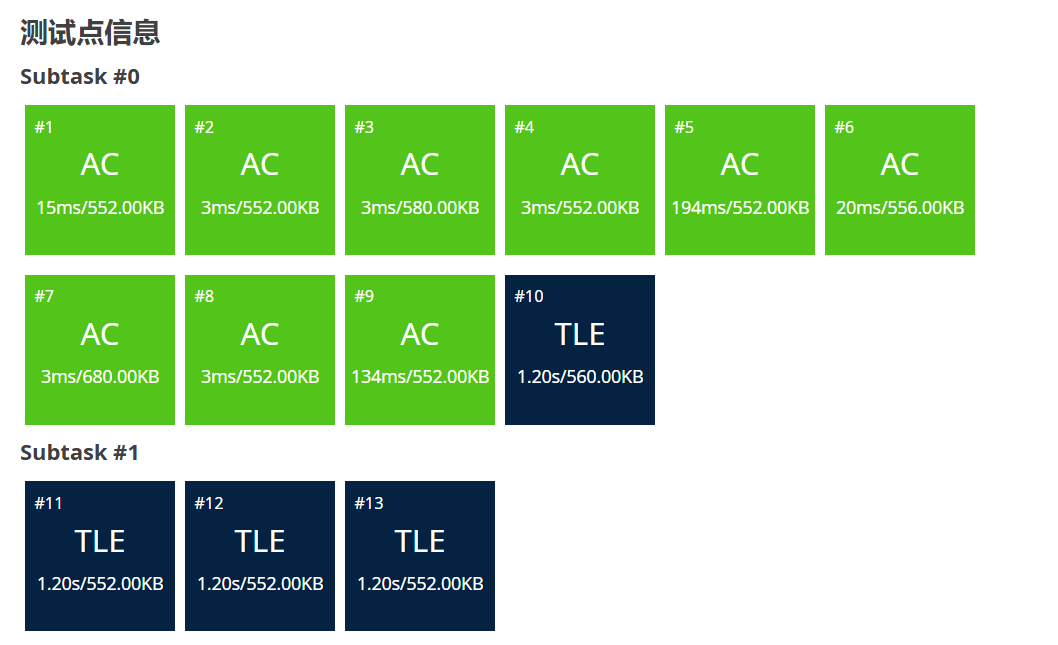 测试点信息
Subtask #0
#1 #2 #3 #4 #5 #6
AC AC AC AC AC AC
15ms/552.00KB 3ms/552.00KB 3ms/580.00KB 3ms/552.00KB 194ms/552.00KB 20ms/556.00KB
#7 #8 #9 #10
AC AC AC TLE
3ms/680.00KB 3ms/552.00KB 134ms/552.00KB 1.20s/560.00KB
Subtask #1
#11 #12 #13
TLE TLE TLE
1.20s/552.00KB 1.20s/552.00KB 1.20s/552.00KB